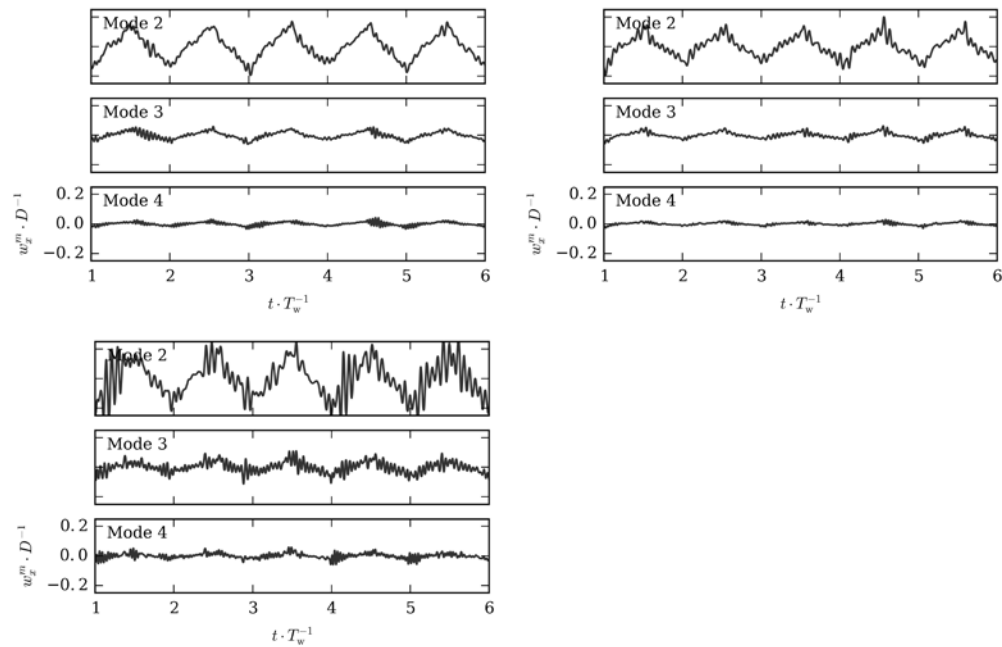 Mode 2
Mode 3
Mode 4
0.2
0.0
−0.2
w_x^m · D^{-1}
1 2 3 4 5 6
t · T_w^{-1}
Mode 2
Mode 3
Mode 4
0.2
0.0
−0.2
w_x^m · D^{-1}
1 2 3 4 5 6
t · T_w^{-1}
Mode 2
Mode 3
Mode 4
0.2
0.0
−0.2
w_x^m · D^{-1}
1 2 3 4 5 6
t · T_w^{-1}